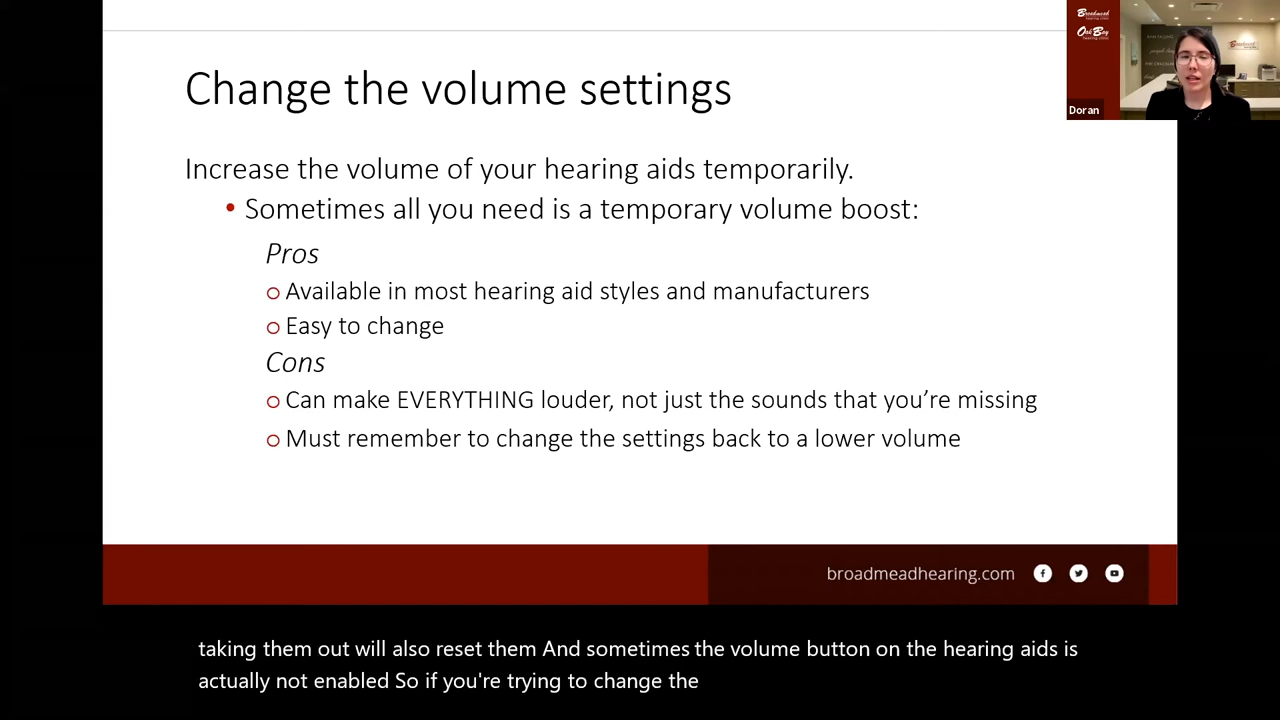 Change the volume settings
Increase the volume of your hearing aids temporarily.
• Sometimes all you need is a temporary volume boost:
Pros
o Available in most hearing aid styles and manufacturers
o Easy to change
Cons
o Can make EVERYTHING louder, not just the sounds that you’re missing
o Must remember to change the settings back to a lower volume
broadmeadhearing.com
Broadmead
Oak Bay
Doran
taking them out will also reset them And sometimes the volume button on the hearing aids is
actually not enabled So if you're trying to change the